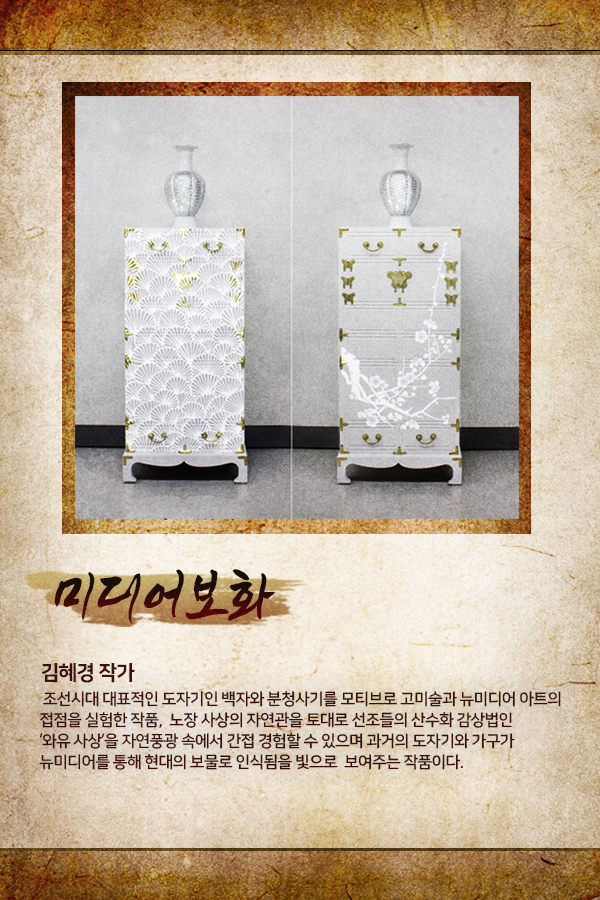 미디어보화
김혜경 작가
조선시대 대표적인 도자기인 백자와 분청사기를 모티브로 고미술과 뉴미디어 아트의
접점을 실험한 작품, 노장 사상의 자연관을 토대로 선조들의 산수화 감상법인
'와유 사상'을 자연풍광 속에서 간접 경험할 수 있으며 과거의 도자기와 가구가
뉴미디어를 통해 현대의 보물로 인식됨을 빛으로 보여주는 작품이다.